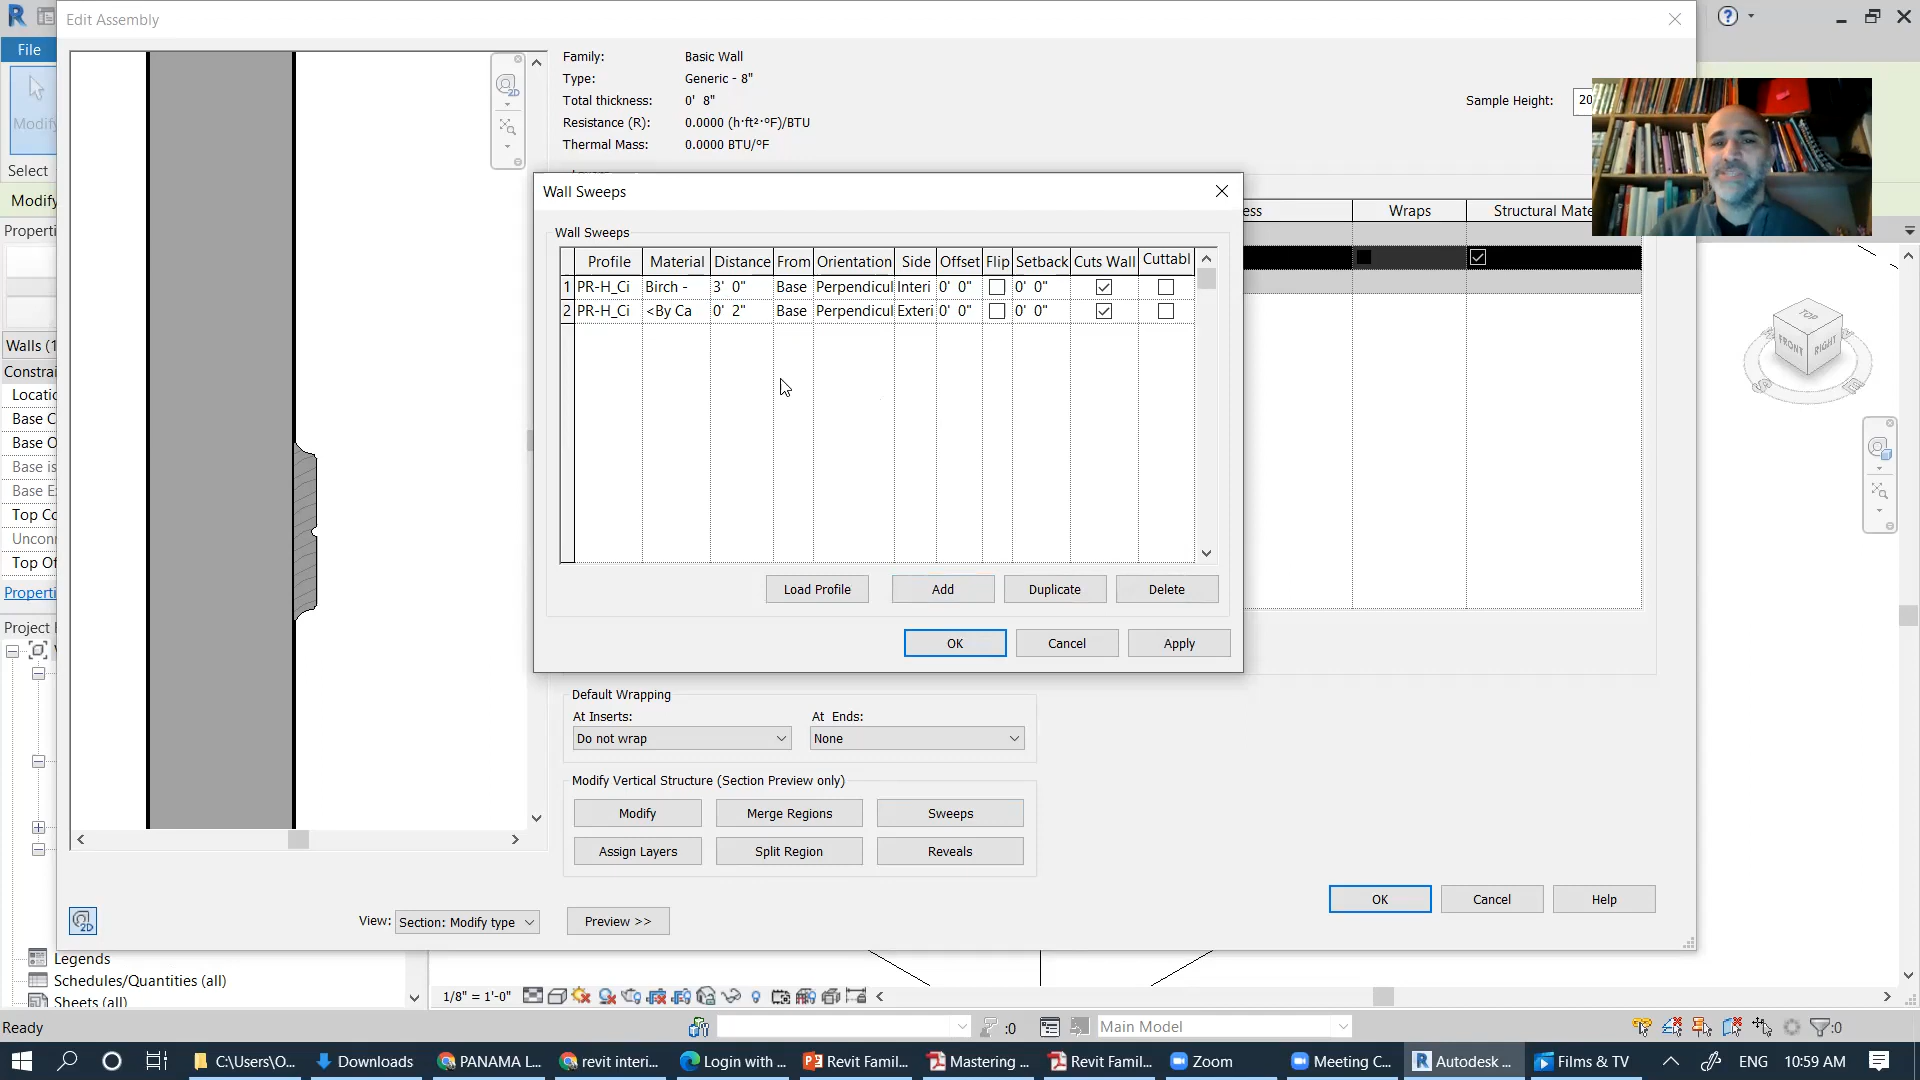 Edit Assembly
File
Modify
Select
Modify
Properti
Walls (1
Constrai
Locatic
Base C
Base O
Base is
Base E
Top Co
Unconn
Top Of
Properti
Project
Legends
Schedules/Quantities (all)
Sheets (all)
Family: Basic Wall
Type: Generic - 8"
Total thickness: 0' 8"
Resistance (R): 0.0000 (h·ft²·°F)/BTU
Thermal Mass: 0.0000 BTU/°F
Sample Height: 20
ess Wraps Structural Mate
Wall Sweeps
Wall Sweeps
Profile Material Distance From Orientation Side Offset Flip Setback Cuts Wall Cuttabl
1 PR-H_Ci Birch - 3' 0" Base Perpendicul Interi 0' 0" 0' 0"
2 PR-H_Ci <By Ca 0' 2" Base Perpendicul Exteri 0' 0" 0' 0"
Load Profile Add Duplicate Delete
OK Cancel Apply
Default Wrapping
At Inserts: At Ends:
Do not wrap None
Modify Vertical Structure (Section Preview only)
Modify Merge Regions Sweeps
Assign Layers Split Region Reveals
OK Cancel Help
View: Section: Modify type Preview >>
2D
2D
TOP
FRONT RIGHT
1/8" = 1'-0"
Ready
:0 Main Model :0
C:\Users\O... Downloads PANAMA L... revit interi... Login with ... Revit Famil... Mastering ... Revit Famil... Zoom Meeting C... Autodesk ... Films & TV ENG 10:59 AM